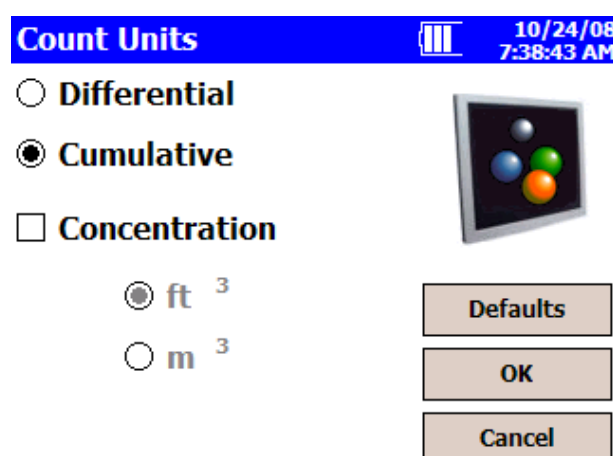 Count Units
10/24/08
7:38:43 AM
Differential
Cumulative
Concentration
ft 3
m 3
Defaults
OK
Cancel